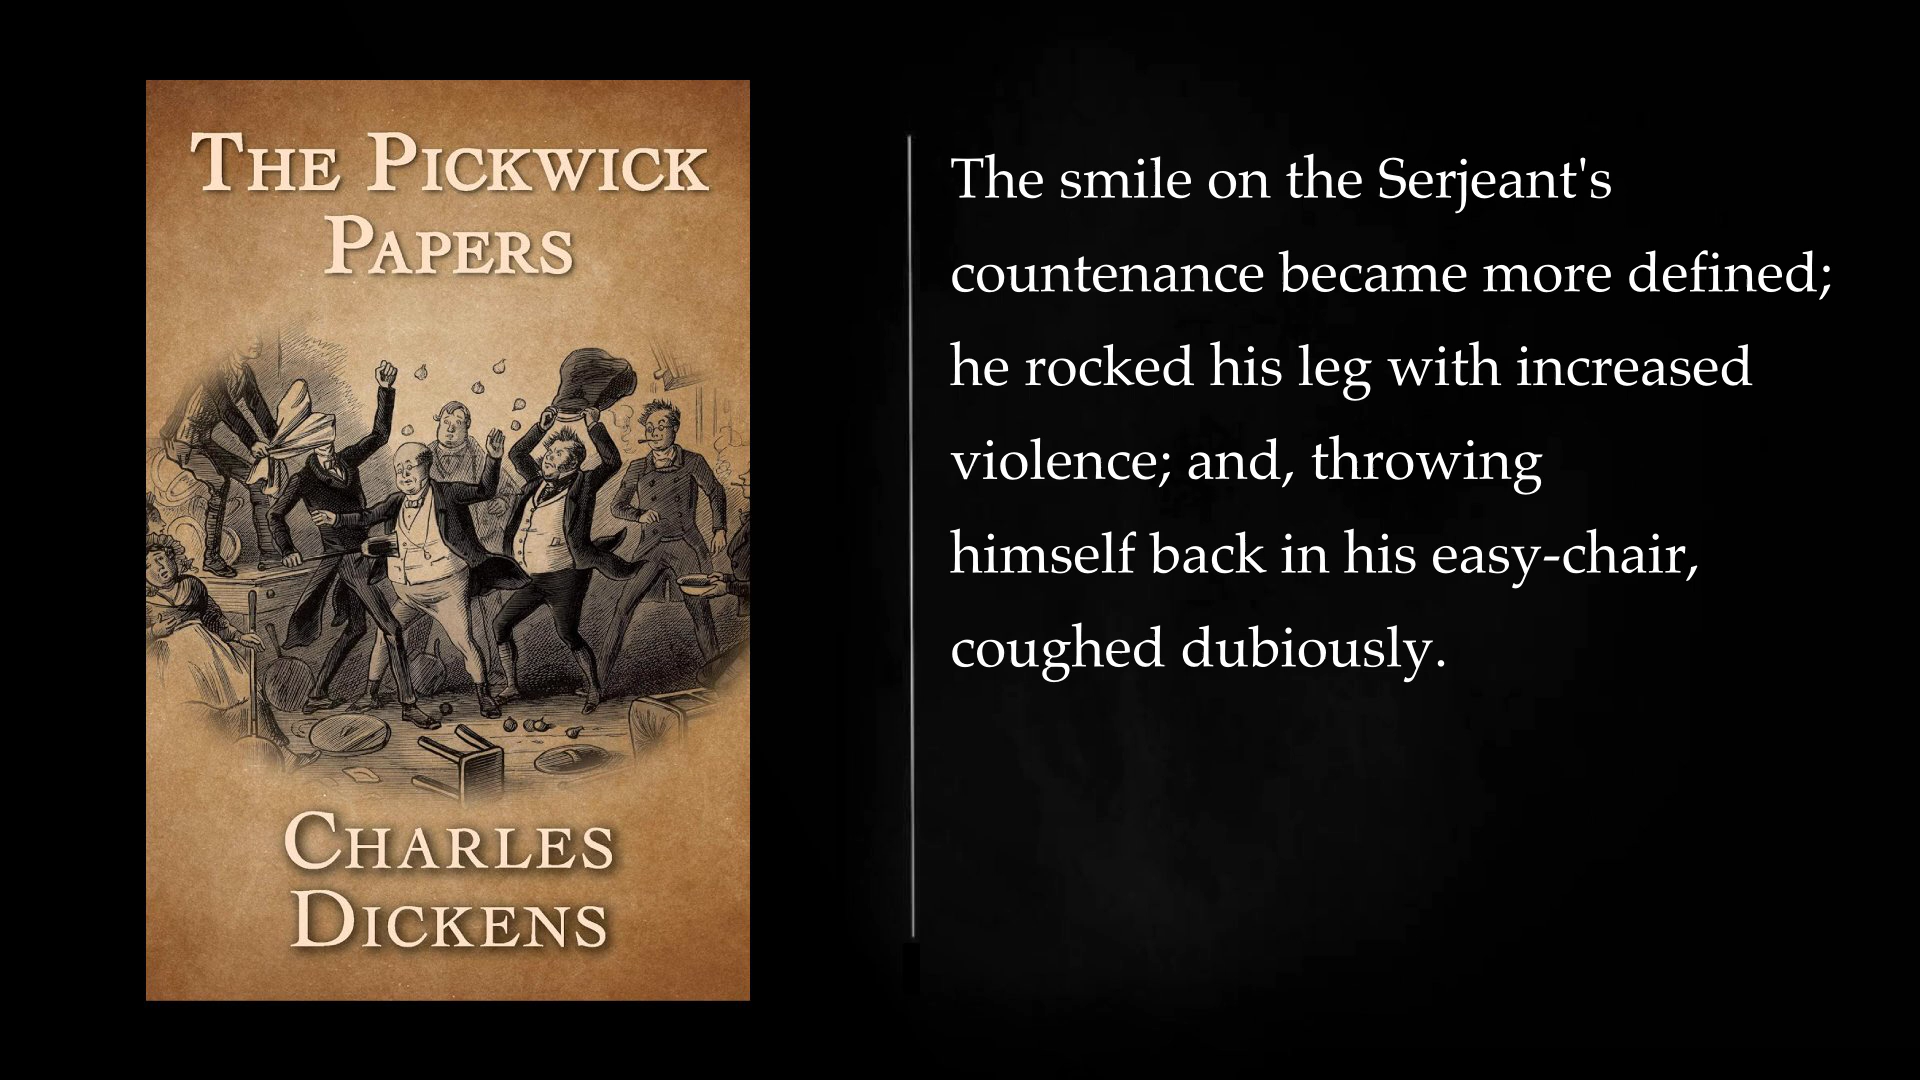 The Pickwick
Papers
Charles
Dickens
The smile on the Serjeant's
countenance became more defined;
he rocked his leg with increased
violence; and, throwing
himself back in his easy-chair,
coughed dubiously.